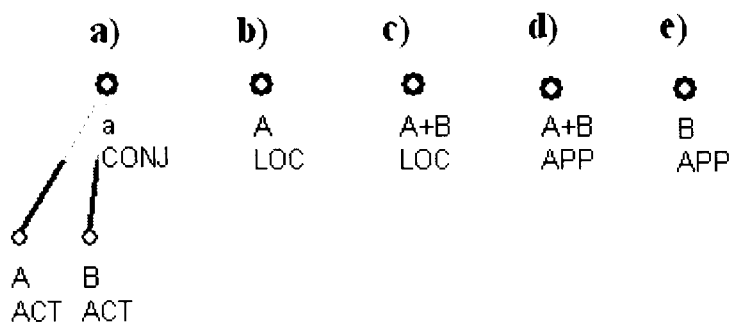 a) b) c) d) e)
a A A+B A+B B
CONJ LOC LOC APP APP
A B
ACT ACT